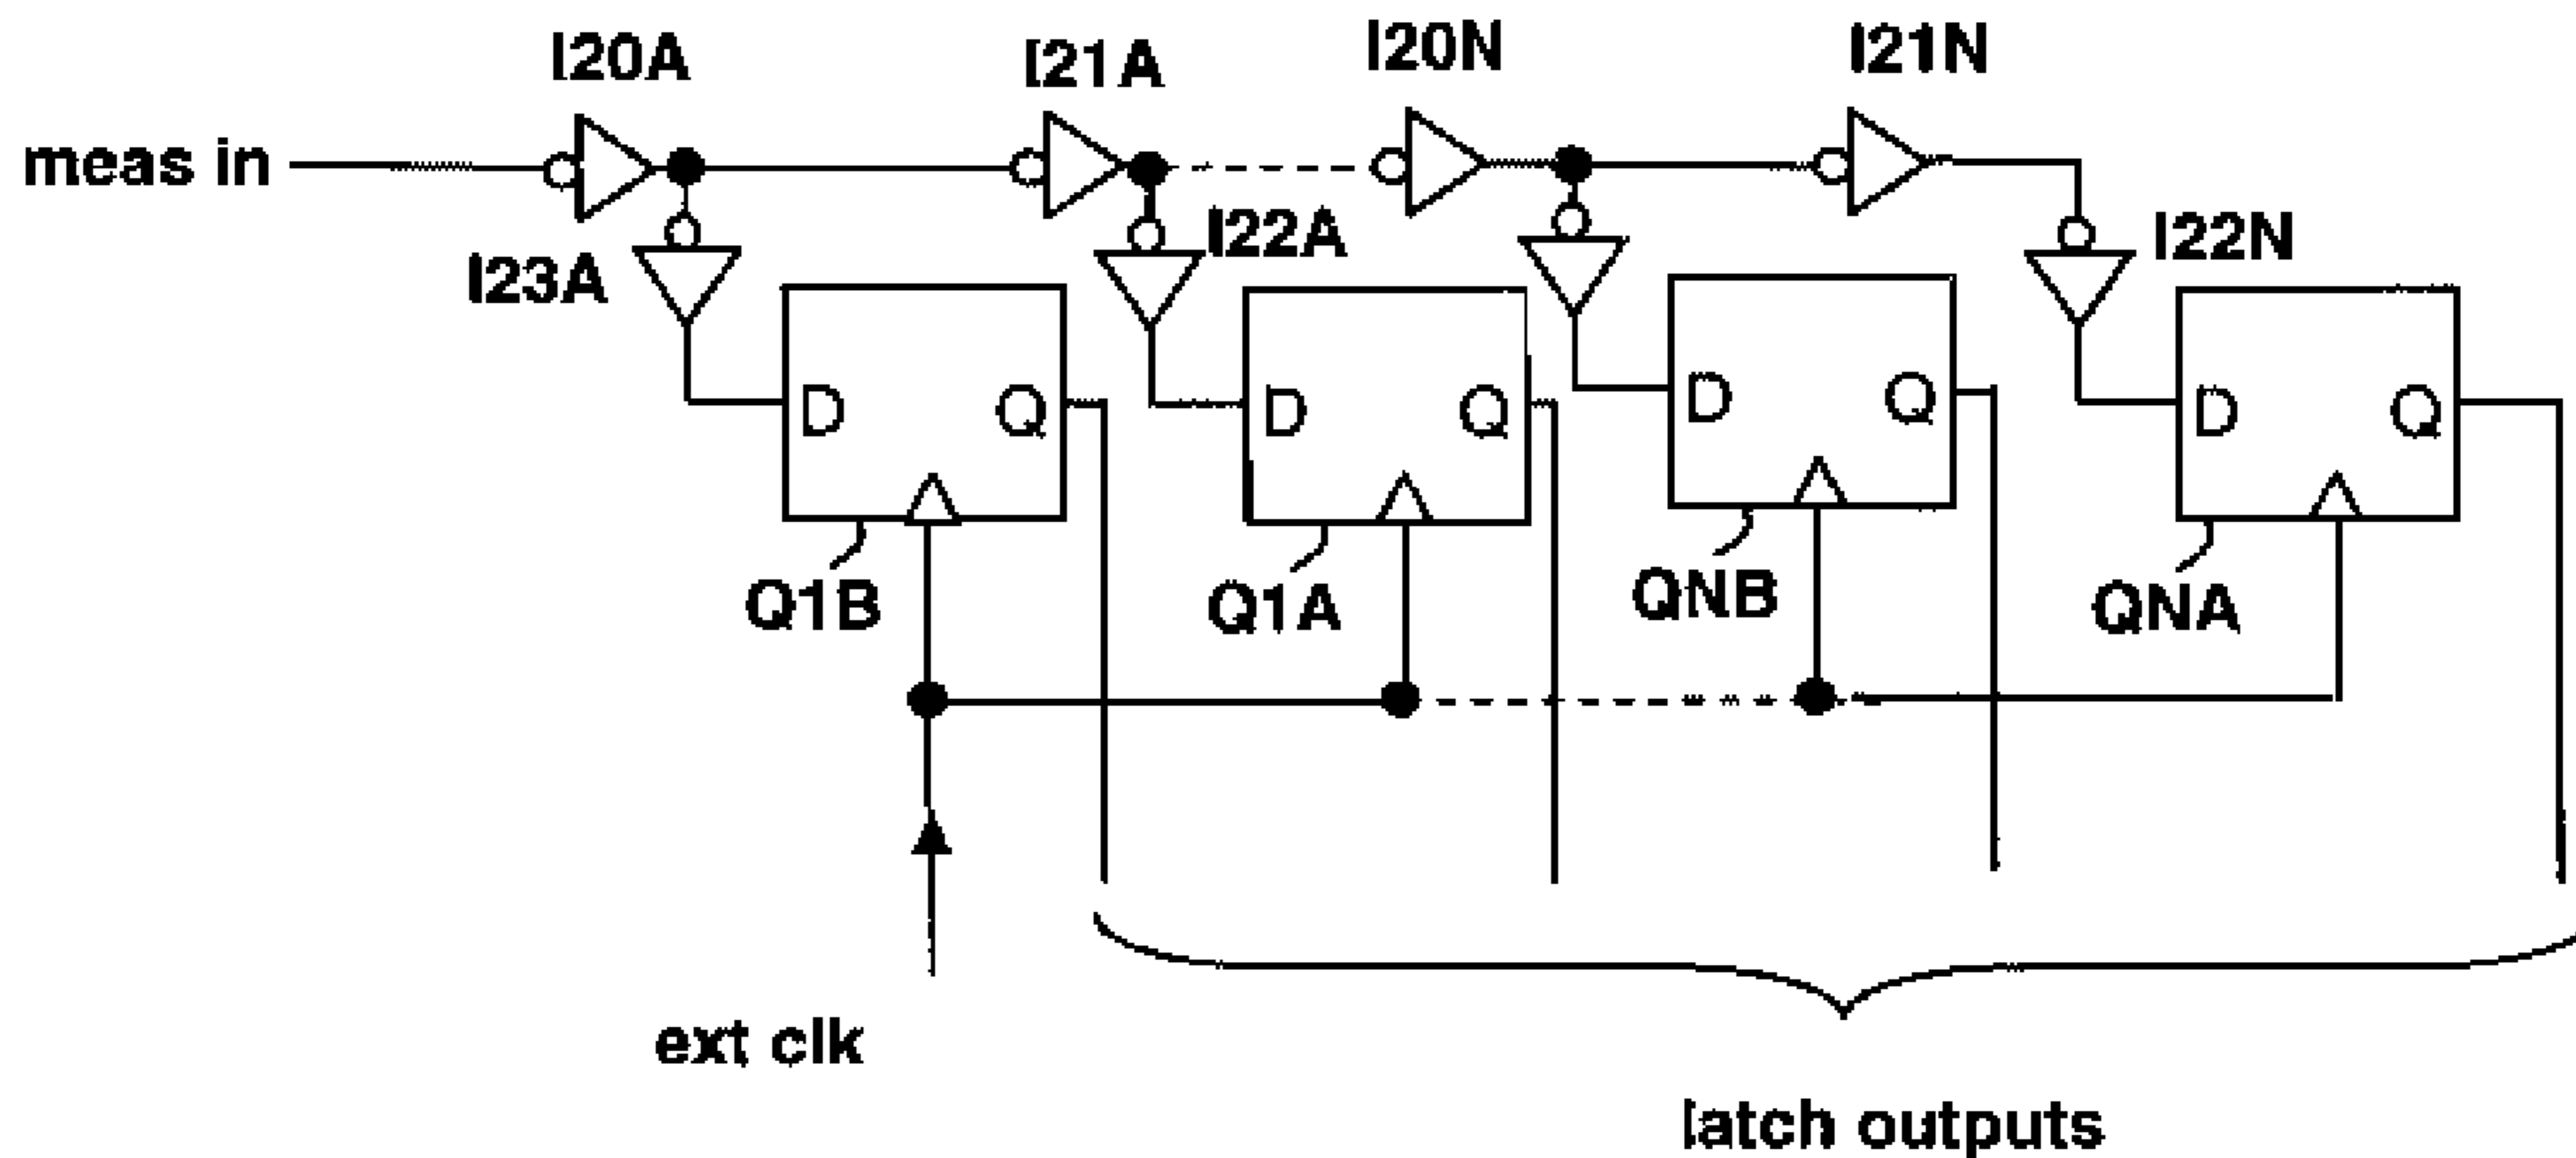 I20A I21A I20N I21N
meas in
I23A I22A I22N
D Q D Q D Q D Q
Q1B Q1A QNB QNA
ext clk
latch outputs